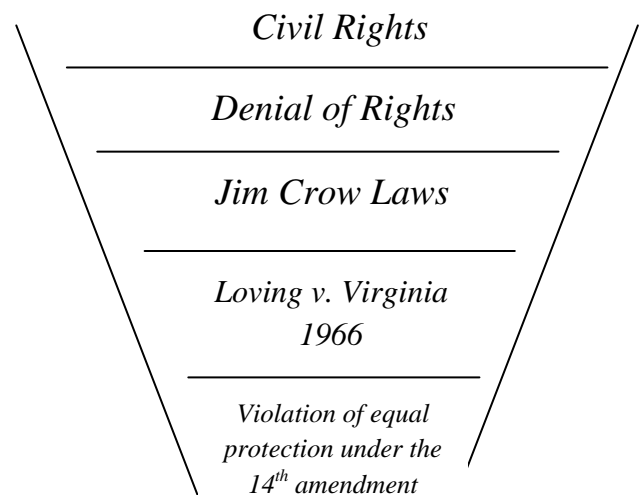 Civil Rights
Denial of Rights
Jim Crow Laws
Loving v. Virginia
1966
Violation of equal
protection under the
14th amendment